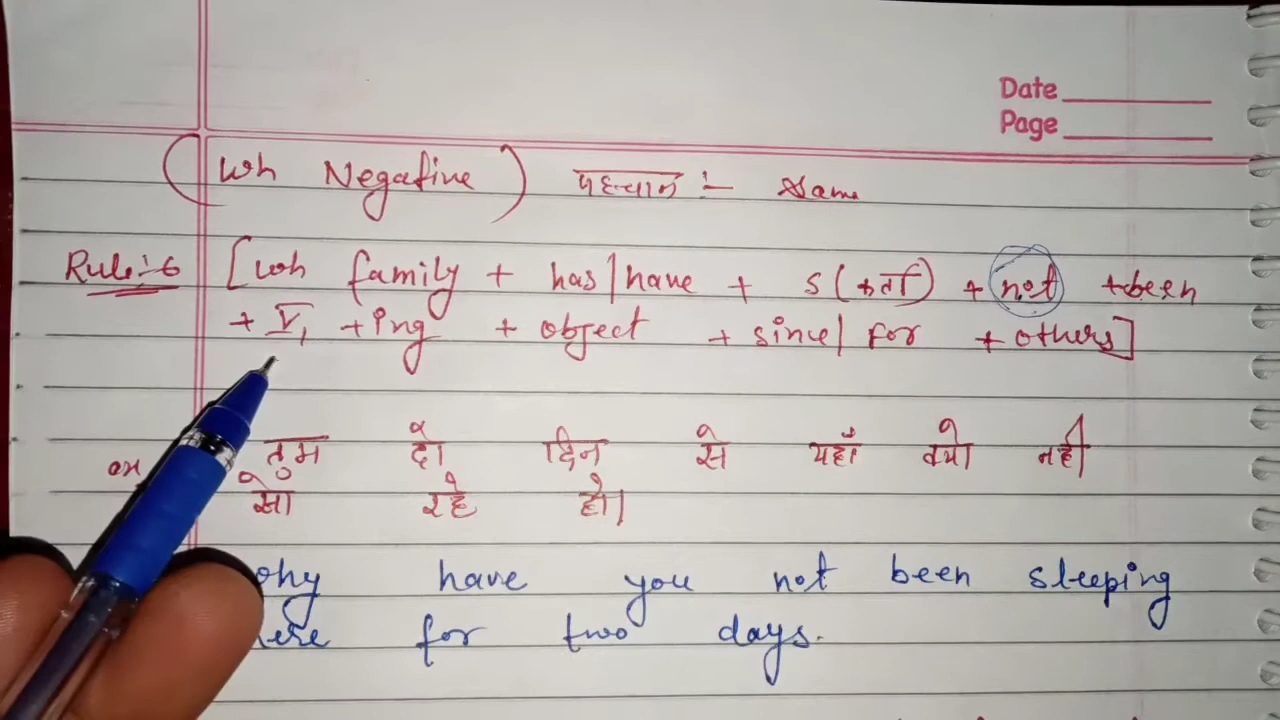 Date
Page
(Wh Negative) पहचान :- Same
Rule:-6 [Wh family + has/have + S (कर्ता) + not + been
+ V1 + ing + object + since/for + others]
तुम दो दिन से यहाँ क्यो नही
सो रहे हो।
why have you not been sleeping
here for two days.